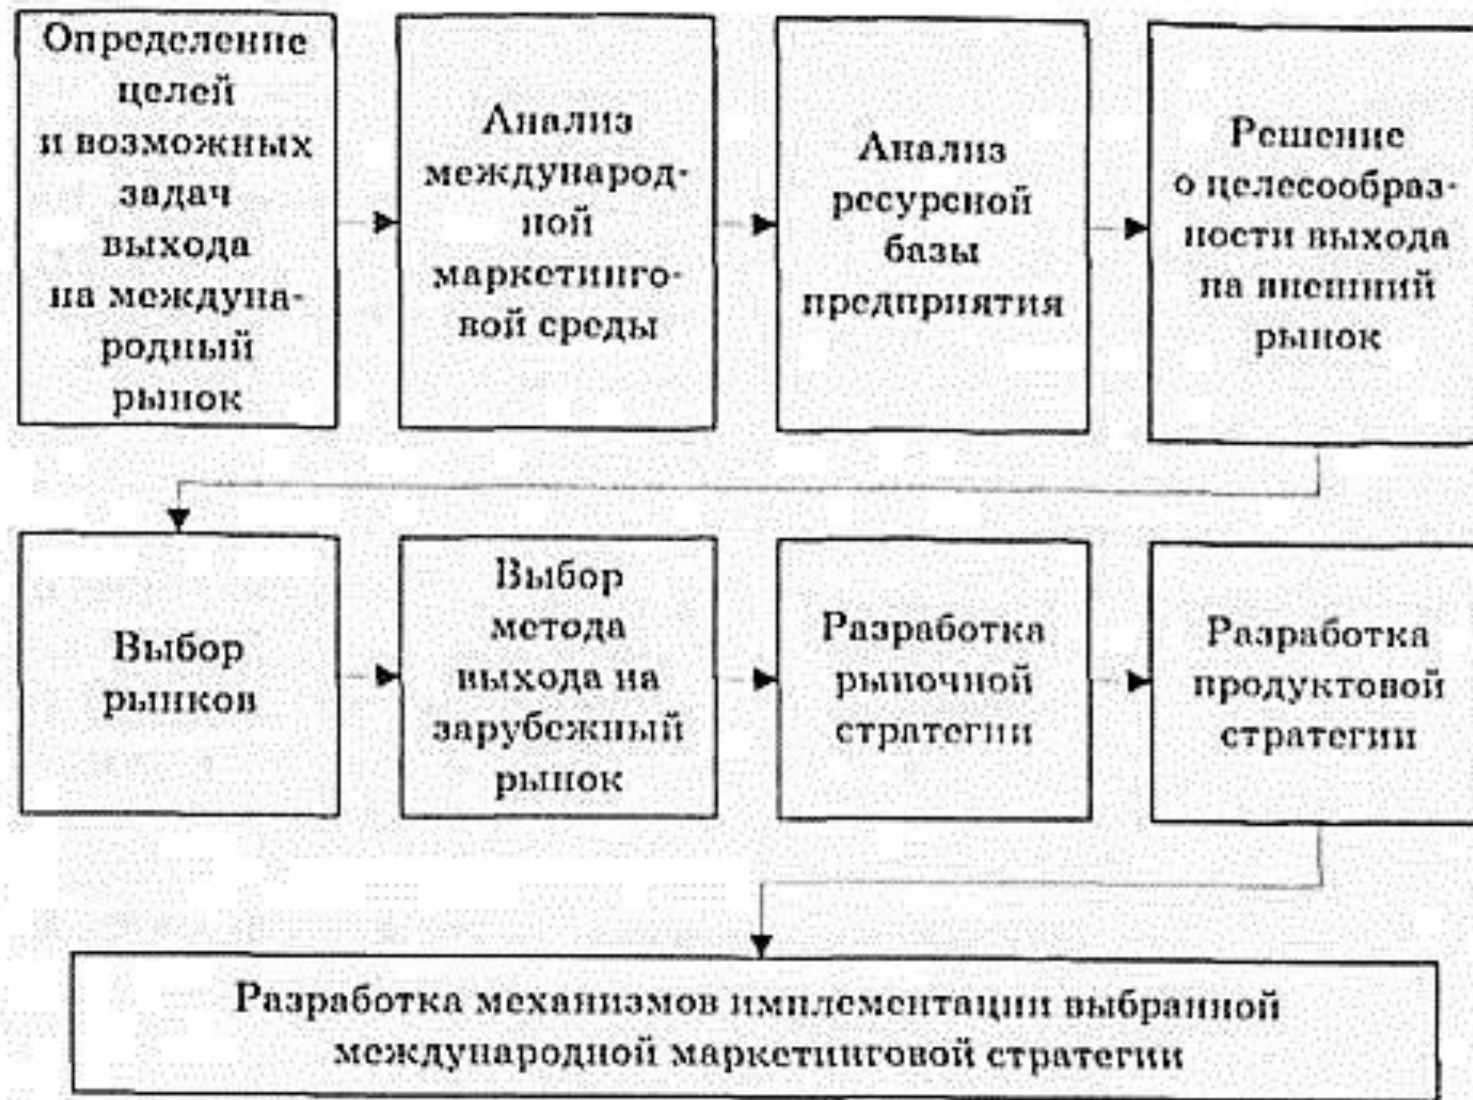 Определение
целей
и возможных
задач
выхода
на междуна-
родный
рынок
Анализ
международ-
ной
маркетинго-
вой среды
Анализ
ресурсной
базы
предприятия
Решение
о целесообраз-
ности выхода
на внешний
рынок
Выбор
рынков
Выбор
метода
выхода на
зарубежный
рынок
Разработка
рыночной
стратегии
Разработка
продуктовой
стратегии
Разработка механизмов имплементации выбранной
международной маркетинговой стратегии